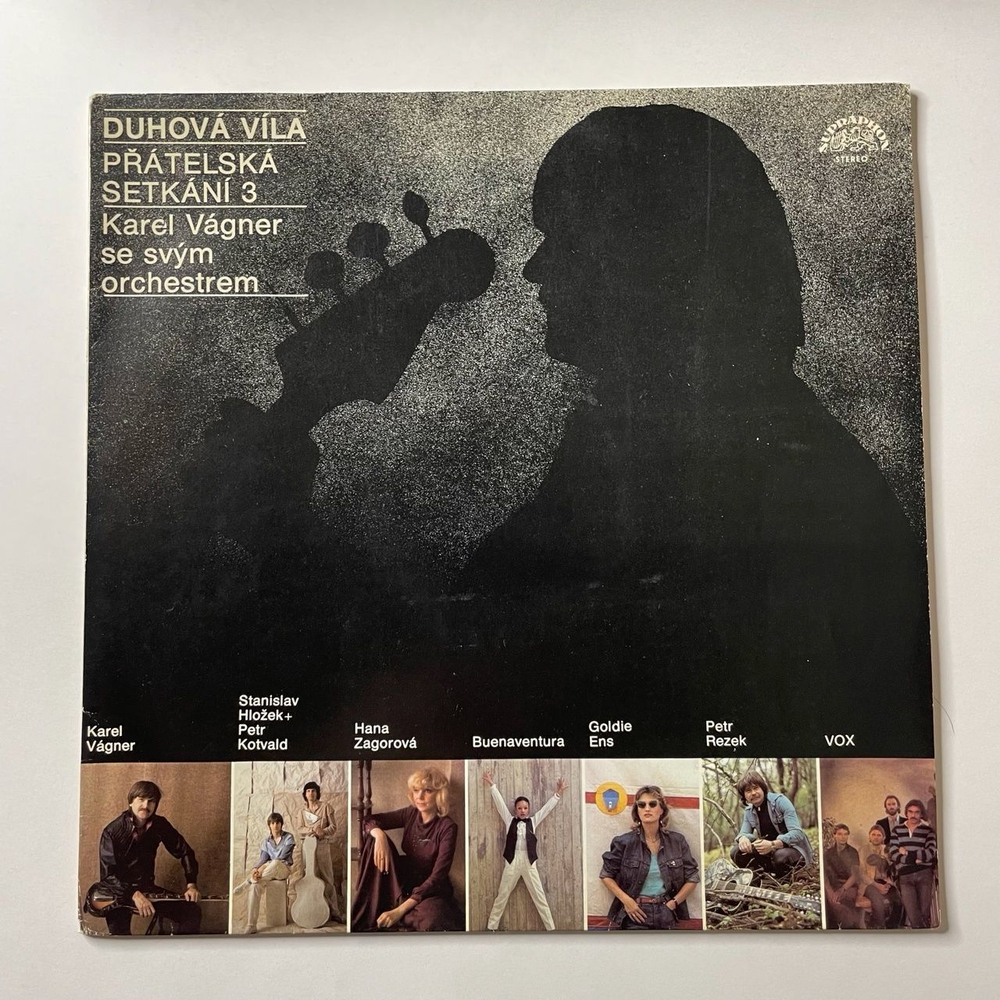 DUHOVÁ VÍLA
PŘÁTELSKÁ
SETKÁNÍ 3
Karel Vágner
se svým
orchestrem
SUPRAPHON
STEREO
Karel
Vágner
Stanislav
Hložek+
Petr
Kotvald
Hana
Zagorová
Buenaventura
Goldie
Ens
Petr
Rezek
VOX